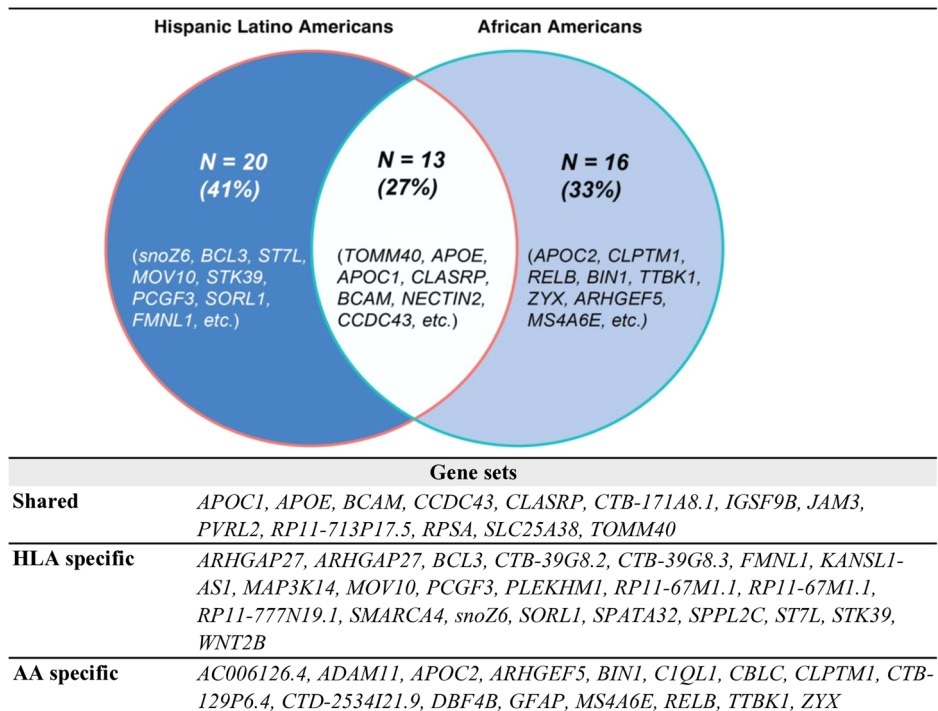 Hispanic Latino Americans
African Americans
N = 20
(41%)
(snoZ6, BCL3, ST7L,
MOV10, STK39,
PCGF3, SORL1,
FMNL1, etc.)
N = 13
(27%)
(TOMM40, APOE,
APOC1, CLASRP,
BCAM, NECTIN2,
CCDC43, etc.)
N = 16
(33%)
(APOC2, CLPTM1,
RELB, BIN1, TTBK1,
ZYX, ARHGEF5,
MS4A6E, etc.)
Gene sets
Shared APOC1, APOE, BCAM, CCDC43, CLASRP, CTB-171A8.1, IGSF9B, JAM3,
PVRL2, RP11-713P17.5, RPSA, SLC25A38, TOMM40
HLA specific ARHGAP27, ARHGAP27, BCL3, CTB-39G8.2, CTB-39G8.3, FMNL1, KANSL1-
AS1, MAP3K14, MOV10, PCGF3, PLEKHM1, RP11-67M1.1, RP11-67M1.1,
RP11-777N19.1, SMARCA4, snoZ6, SORL1, SPATA32, SPPL2C, ST7L, STK39,
WNT2B
AA specific AC006126.4, ADAM11, APOC2, ARHGEF5, BIN1, C1QL1, CBLC, CLPTM1, CTB-
129P6.4, CTD-2534I21.9, DBF4B, GFAP, MS4A6E, RELB, TTBK1, ZYX